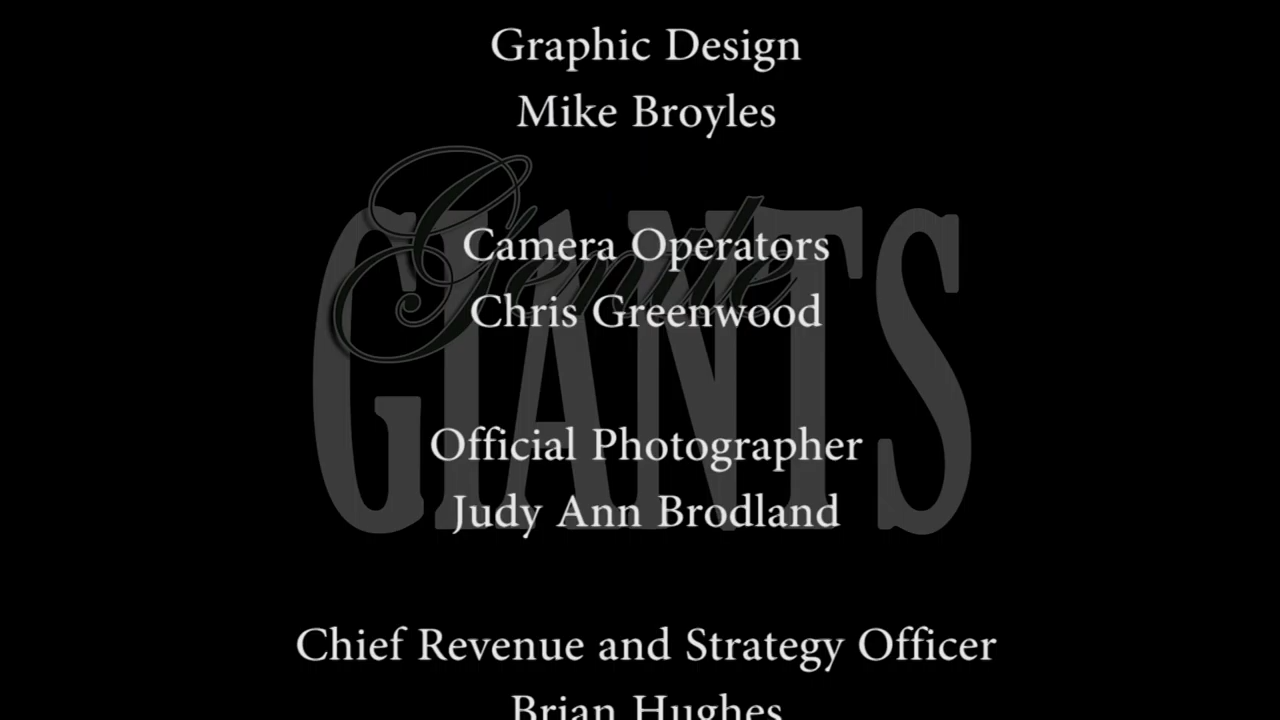 Graphic Design
Mike Broyles
Gentle
GIANTS
Camera Operators
Chris Greenwood
Official Photographer
Judy Ann Brodland
Chief Revenue and Strategy Officer
Brian Hughes